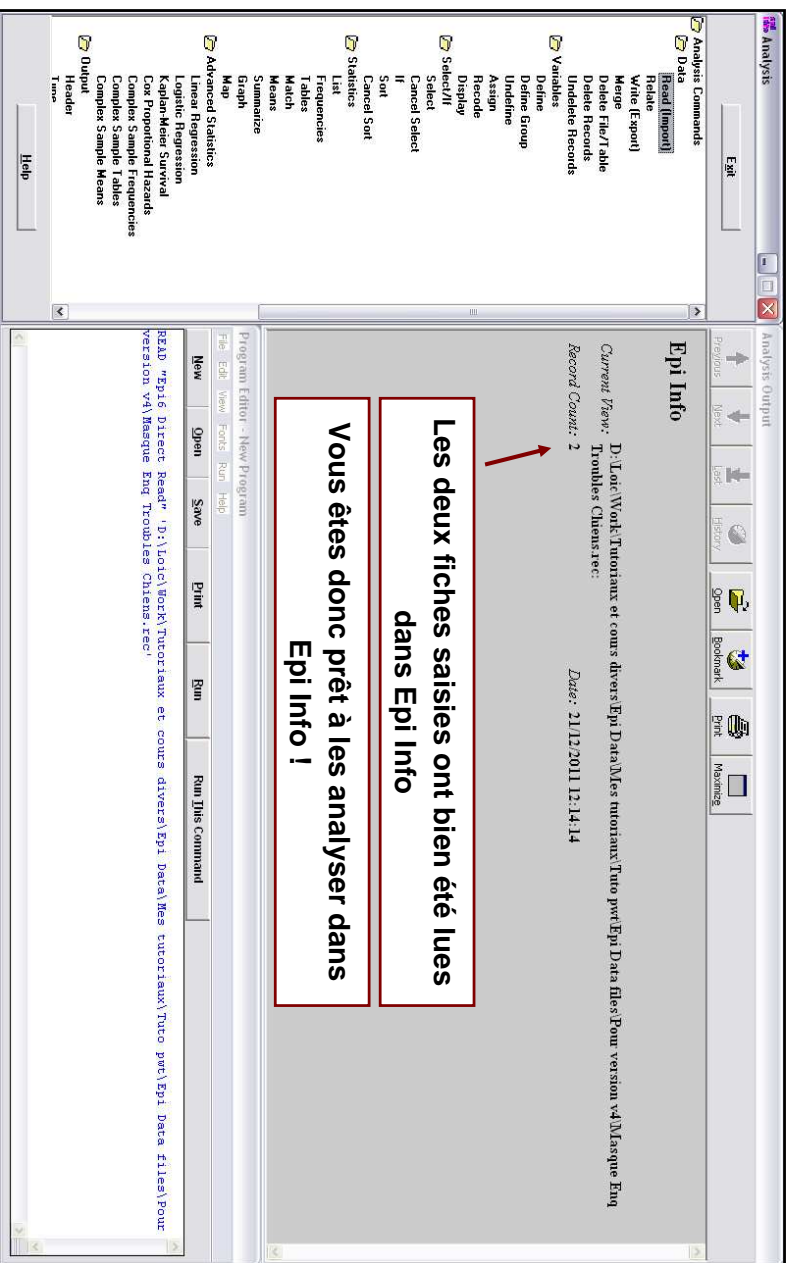 Analysis
Exit
Analysis Commands
Data
Read (Import)
Relate
Write (Export)
Merge
Delete File/Table
Delete Records
Undelete Records
Variables
Define
Define Group
Undefine
Assign
Recode
Display
Select/If
Select
Cancel Select
If
Sort
Cancel Sort
Statistics
List
Frequencies
Tables
Match
Means
Summarize
Graph
Map
Advanced Statistics
Linear Regression
Logistic Regression
Kaplan-Meier Survival
Cox Proportional Hazards
Complex Sample Frequencies
Complex Sample Tables
Complex Sample Means
Output
Header
Type
Help
Analysis Output
Previous Next Last History Open Bookmark Print Maximize
Epi Info
Current View: D:\Loic\Work\Tutoriaux et cours divers\Epi Data\Mes tutoriaux\Tuto pwt\Epi Data files\Pour version v4\Masque Enq
Troubles Chiens.rec:
Record Count: 2 Date: 21/12/2011 12:14:14
Les deux fiches saisies ont bien été lues
dans Epi Info
Vous êtes donc prêt à les analyser dans
Epi Info !
Program Editor - New Program
File Edit View Fonts Run Help
New Open Save Print Run Run This Command
READ "Epi6 Direct Read" 'D:\Loic\Work\Tutoriaux et cours divers\Epi Data\Mes tutoriaux\Tuto pwt\Epi Data files\Pour
version v4\Masque Enq Troubles Chiens.rec'